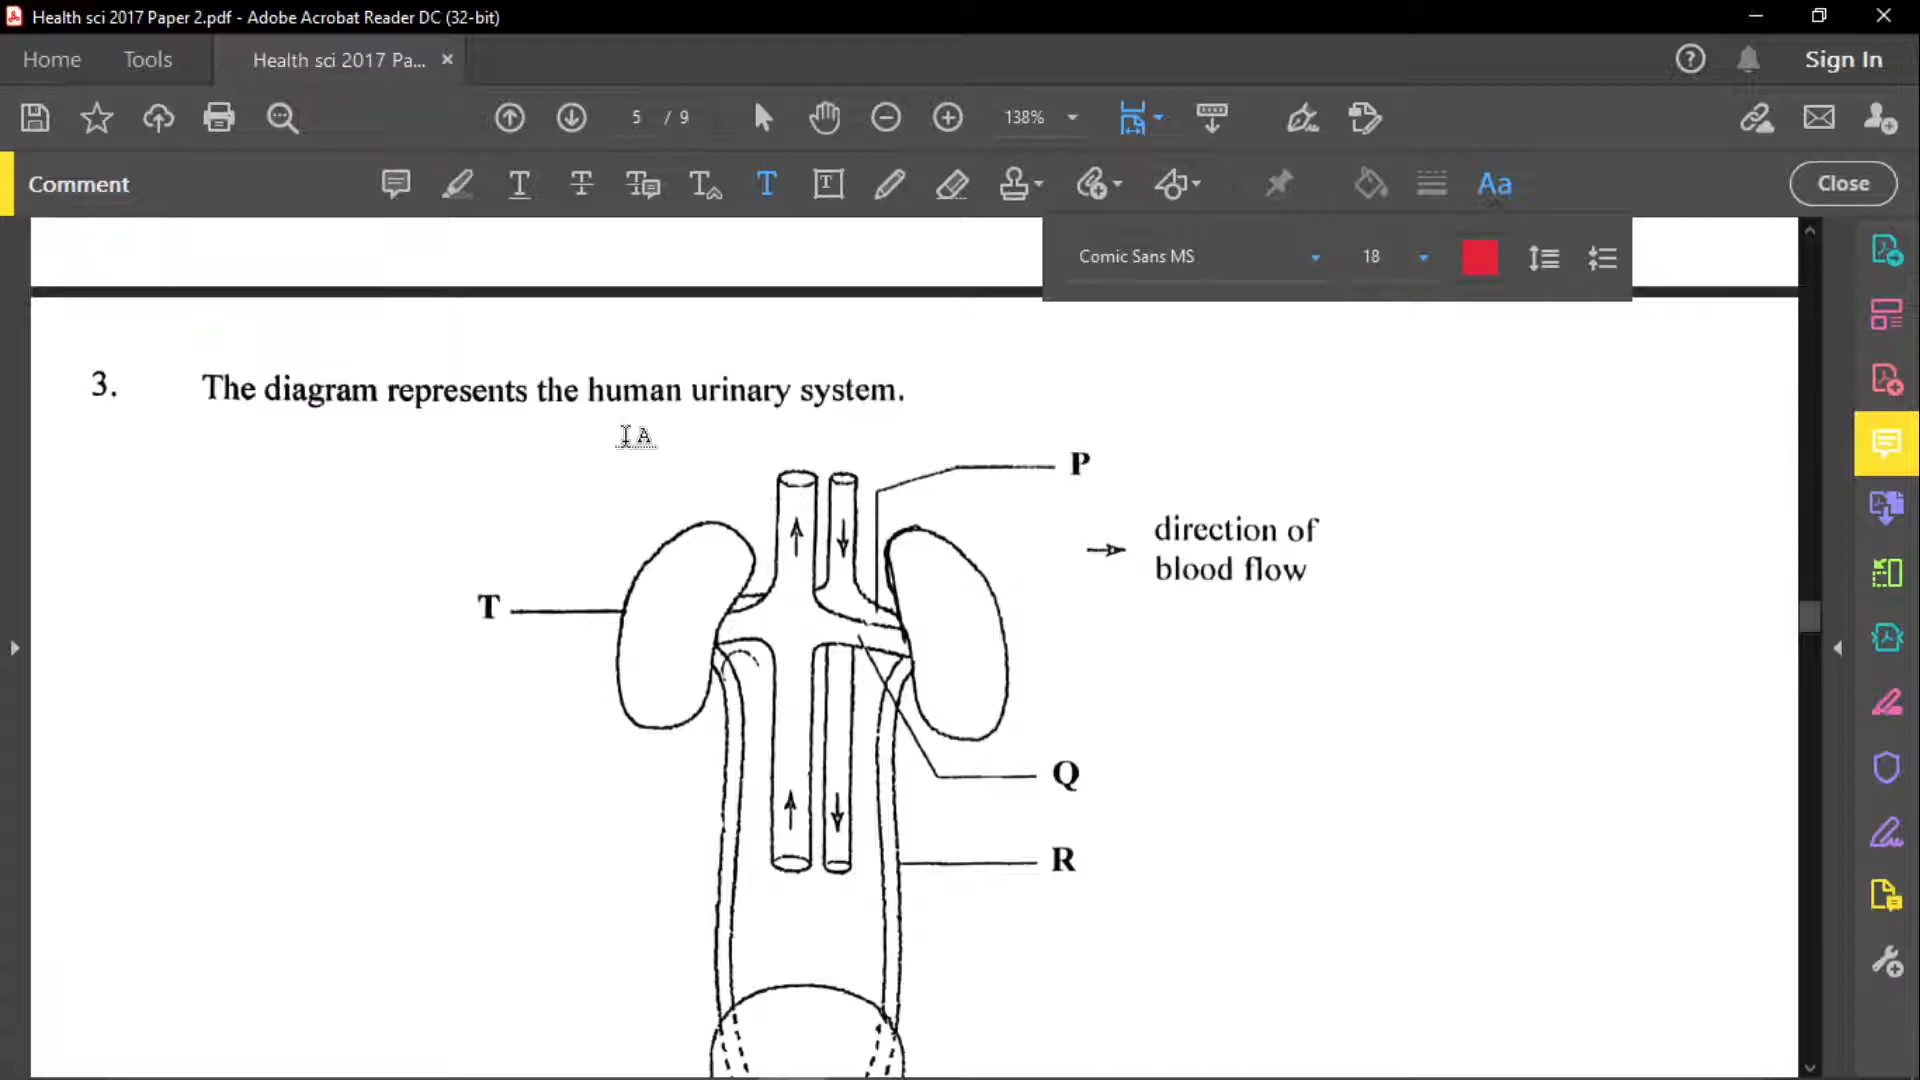 Health sci 2017 Paper 2.pdf - Adobe Acrobat Reader DC (32-bit)
Home
Tools
Health sci 2017 Pa...
Sign In
5 / 9
138%
Comment
Close
Comic Sans MS
18
3. The diagram represents the human urinary system.
P
direction of
blood flow
T
Q
R